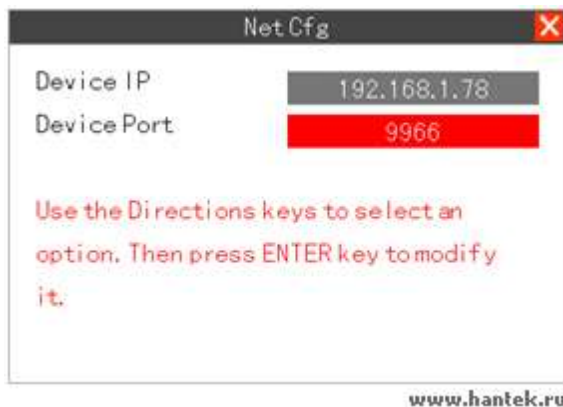 Net Cfg
Device IP 192.168.1.78
Device Port 9966
Use the Directions keys to select an
option. Then press ENTER key to modify
it.
www.hantek.ru